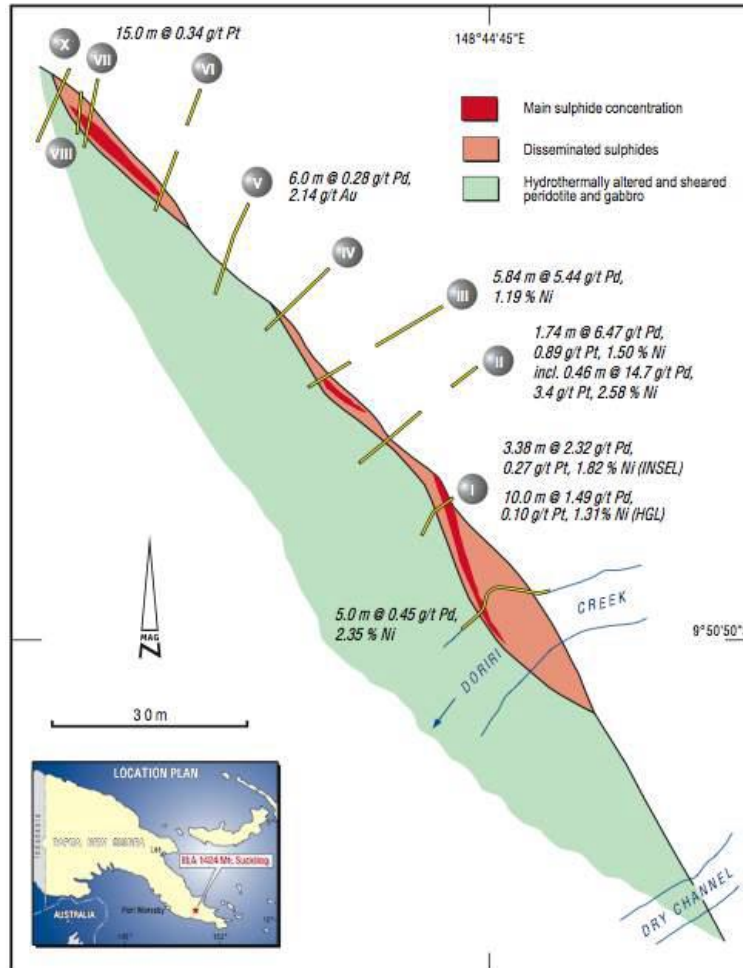 15.0 m @ 0.34 g/t Pt
148°44'45"E
X
VII
VI
VIII
Main sulphide concentration
Disseminated sulphides
Hydrothermally altered and sheared
peridotite and gabbro
V
6.0 m @ 0.28 g/t Pd,
2.14 g/t Au
IV
III
5.84 m @ 5.44 g/t Pd,
1.19 % Ni
II
1.74 m @ 6.47 g/t Pd,
0.89 g/t Pt, 1.50 % Ni
incl. 0.46 m @ 14.7 g/t Pd,
3.4 g/t Pt, 2.58 % Ni
I
3.38 m @ 2.32 g/t Pd,
0.27 g/t Pt, 1.82 % Ni (INSEL)
10.0 m @ 1.49 g/t Pd,
0.10 g/t Pt, 1.31% Ni (HGL)
5.0 m @ 0.45 g/t Pd,
2.35 % Ni
DORIRI
CREEK
9°50'50"
MAG
N
30m
LOCATION PLAN
PAPUA NEW GUINEA
ELA 1424 Mt. Suckling
Port Moresby
AUSTRALIA
DRY CHANNEL